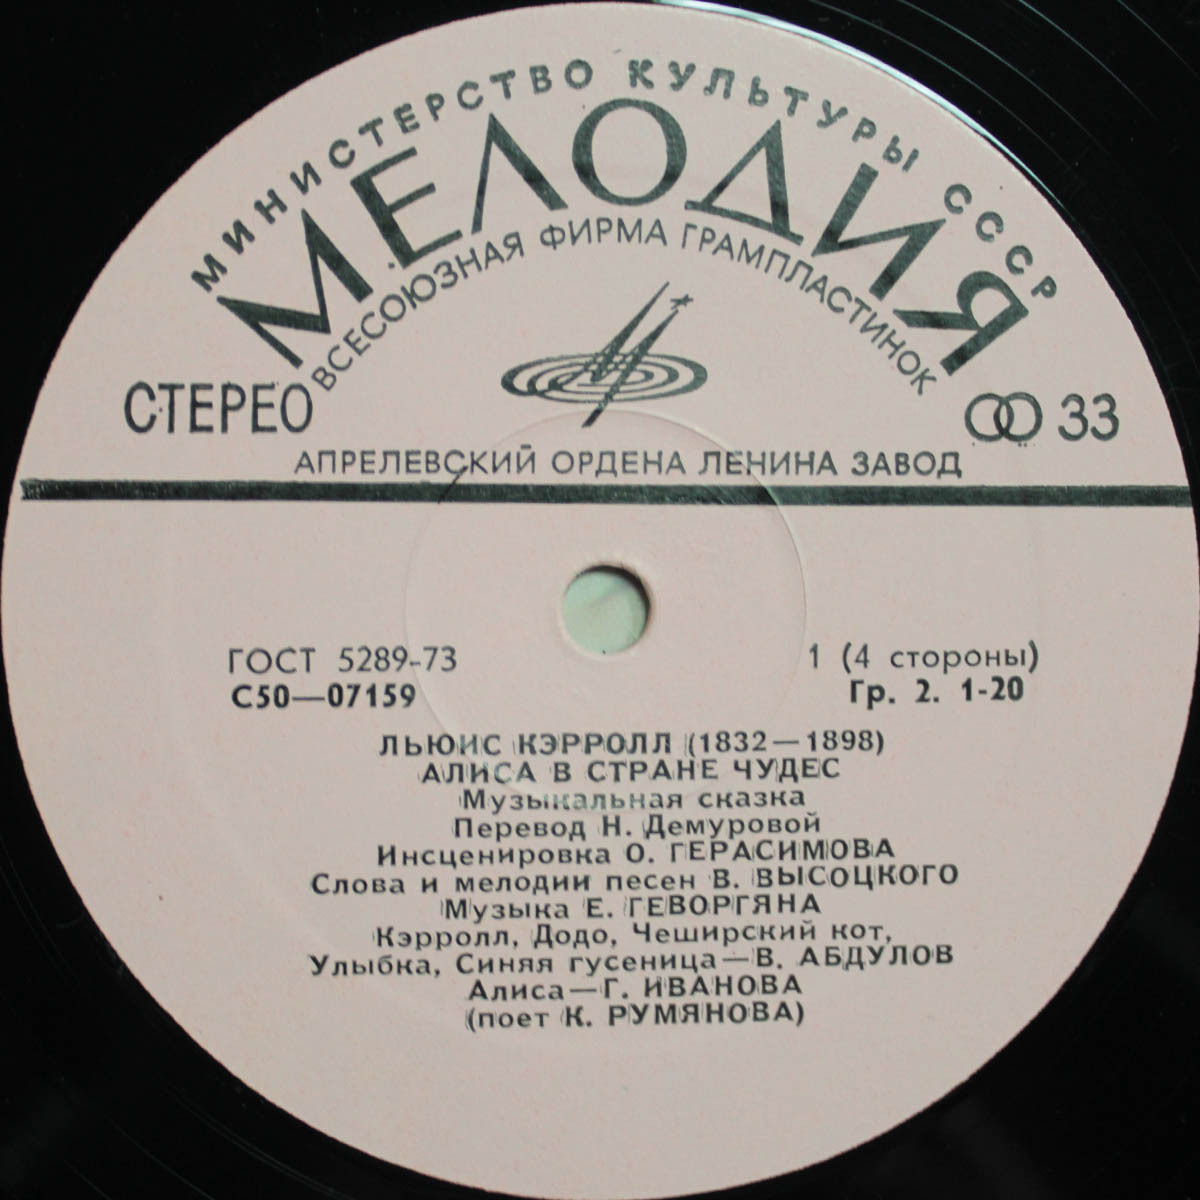 МИНИСТЕРСТВО КУЛЬТУРЫ СССР
МЕЛОДИЯ
ВСЕСОЮЗНАЯ ФИРМА ГРАМПЛАСТИНОК
СТЕРЕО
33
АПРЕЛЕВСКИЙ ОРДЕНА ЛЕНИНА ЗАВОД
ГОСТ 5289-73
1 (4 стороны)
С50—07159
Гр. 2. 1-20
ЛЬЮИС КЭРРОЛЛ (1832—1898)
АЛИСА В СТРАНЕ ЧУДЕС
Музыкальная сказка
Перевод Н. Демуровой
Инсценировка О. ГЕРАСИМОВА
Слова и мелодии песен В. ВЫСОЦКОГО
Музыка Е. ГЕВОРГЯНА
Кэрролл, Додо, Чеширский кот,
Улыбка, Синяя гусеница—В. АБДУЛОВ
Алиса—Г. ИВАНОВА
(поет К. РУМЯНОВА)